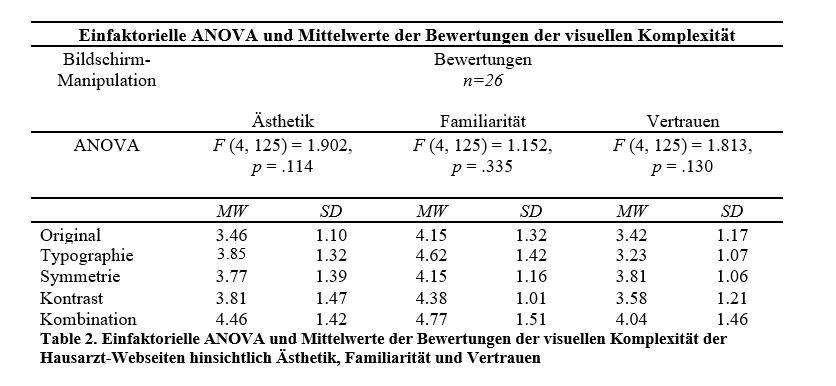 Einfaktorielle ANOVA und Mittelwerte der Bewertungen der visuellen Komplexität
Bildschirm-Manipulation Bewertungen
n=26
Ästhetik Familiarität Vertrauen
ANOVA F (4, 125) = 1.902, p = .114 F (4, 125) = 1.152, p = .335 F (4, 125) = 1.813, p = .130
MW SD MW SD MW SD
Original 3.46 1.10 4.15 1.32 3.42 1.17
Typographie 3.85 1.32 4.62 1.42 3.23 1.07
Symmetrie 3.77 1.39 4.15 1.16 3.81 1.06
Kontrast 3.81 1.47 4.38 1.01 3.58 1.21
Kombination 4.46 1.42 4.77 1.51 4.04 1.46
Table 2. Einfaktorielle ANOVA und Mittelwerte der Bewertungen der visuellen Komplexität der
Hausarzt-Webseiten hinsichtlich Ästhetik, Familiarität und Vertrauen